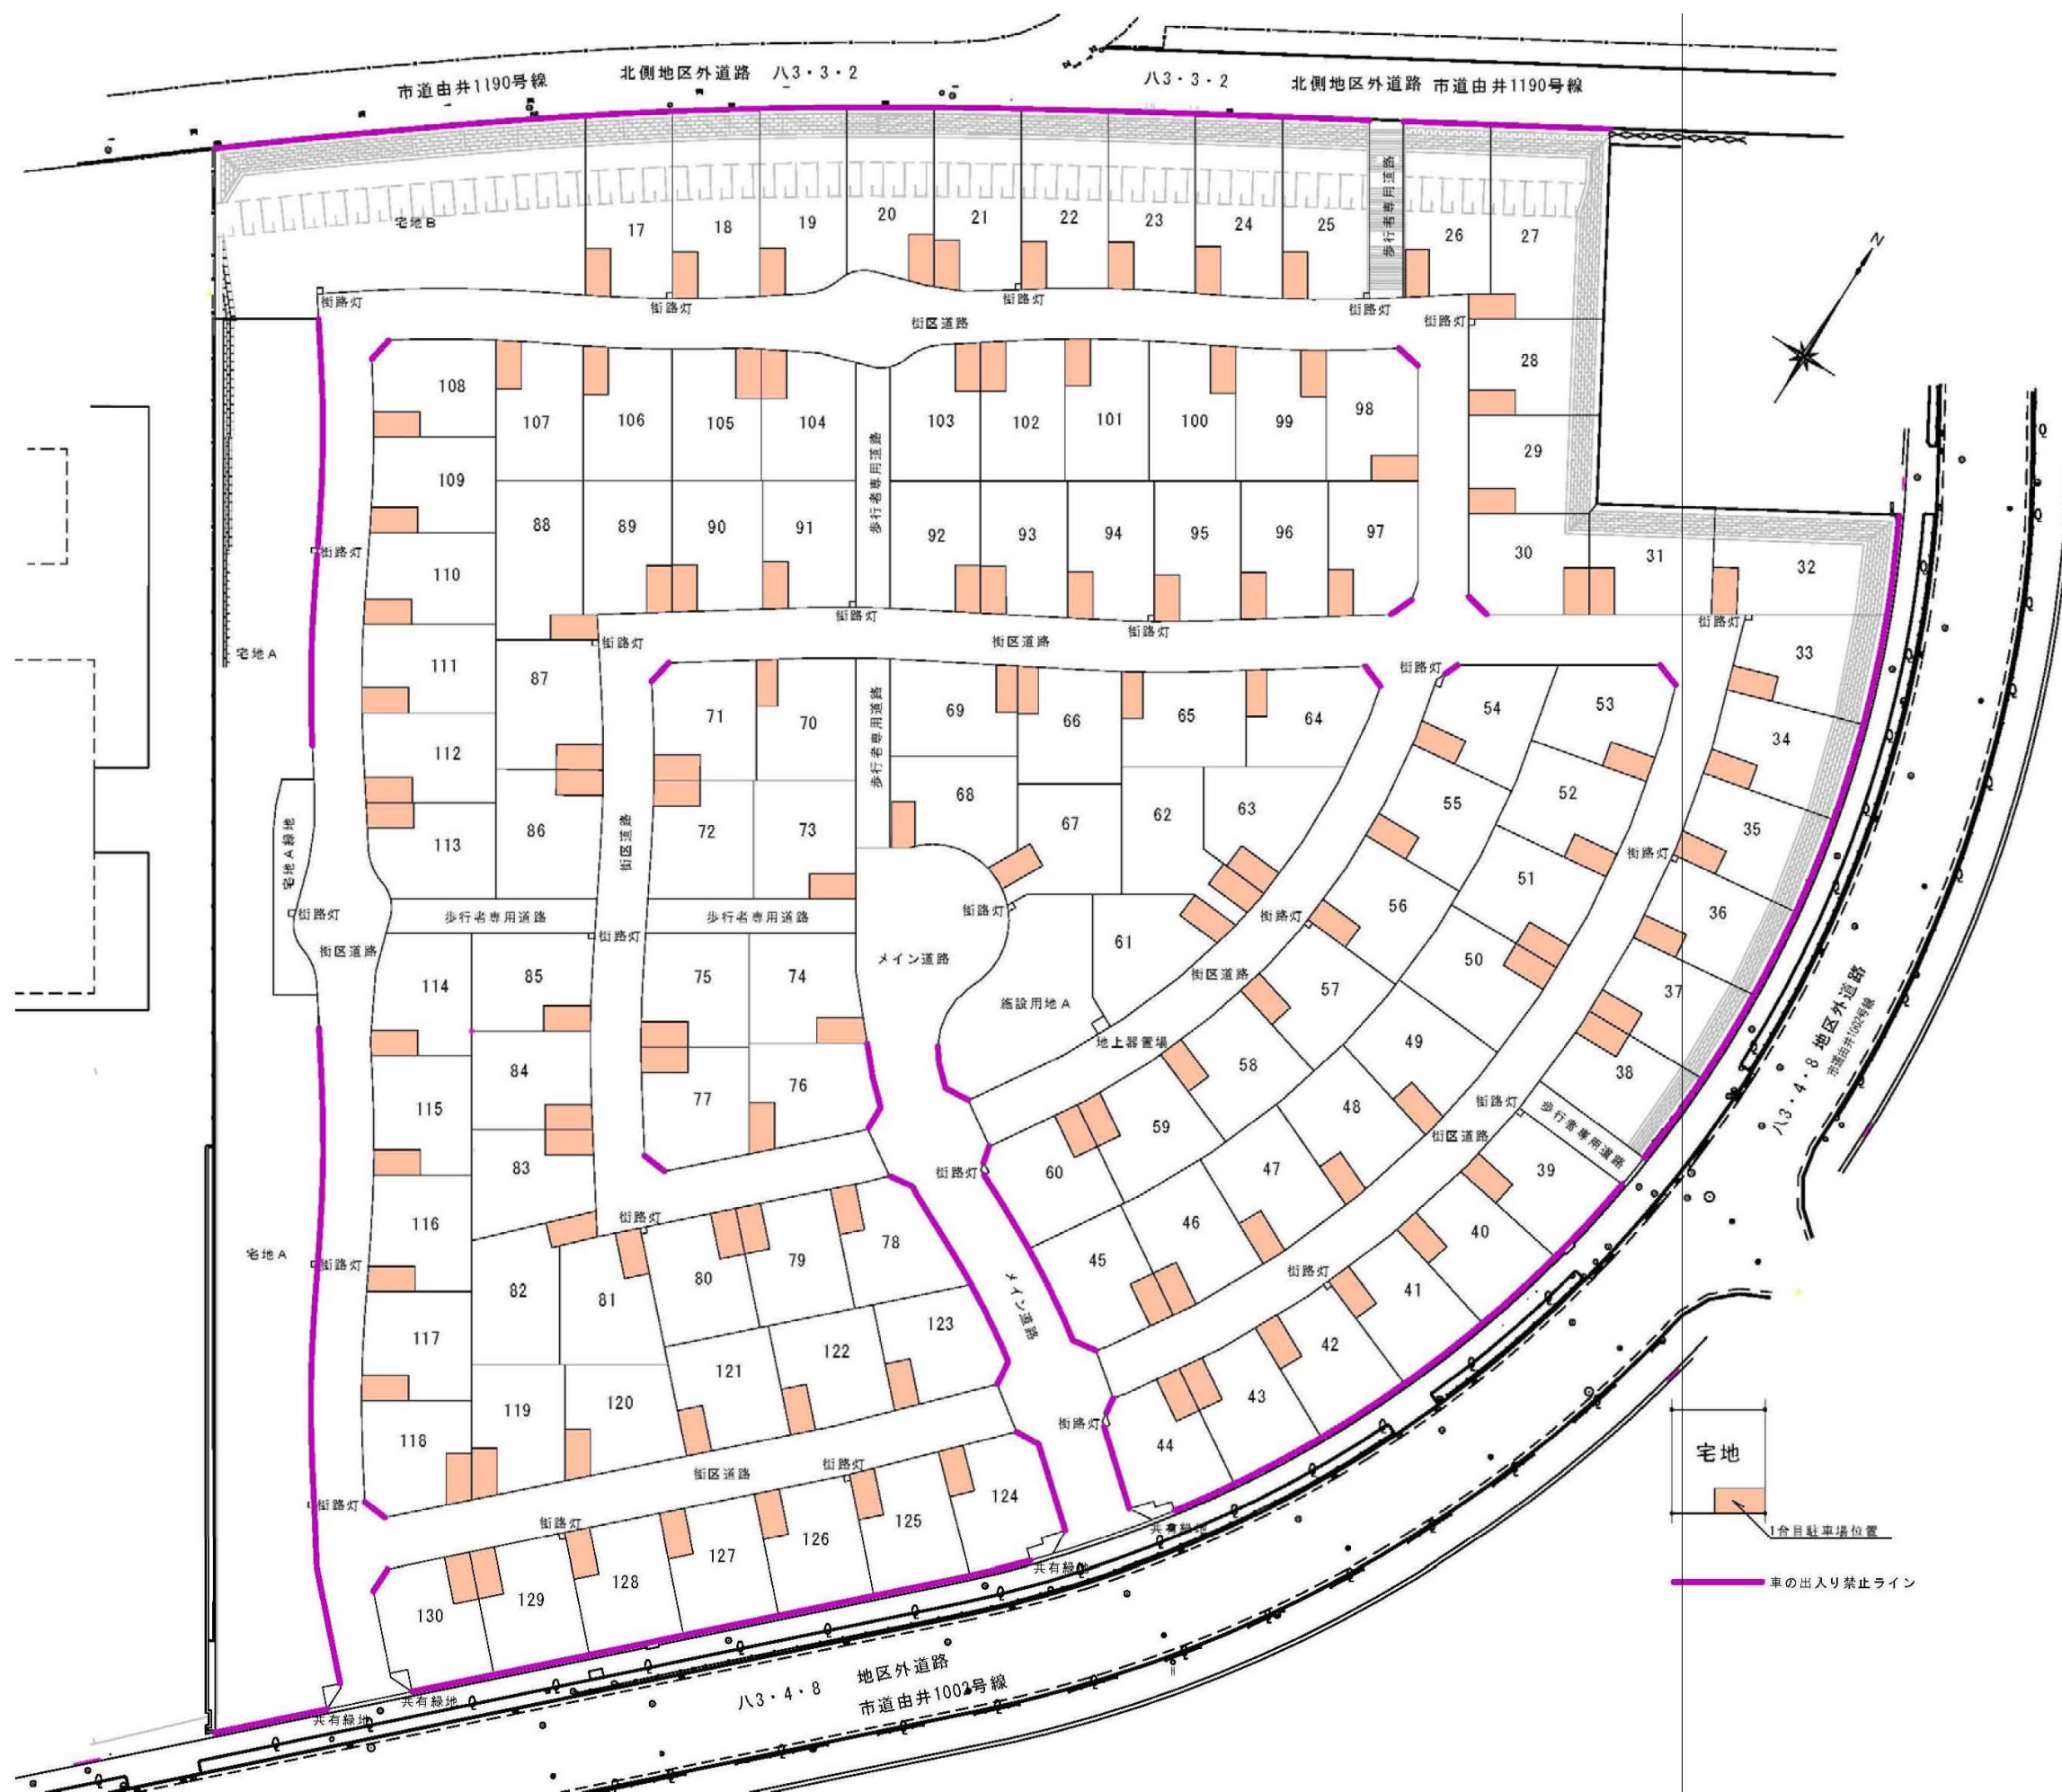 市道由井1190号線
北側地区外道路 八3・3・2
八3・3・2
北側地区外道路 市道由井1190号線
歩行者専用道路
宅地B
17
18
19
20
21
22
23
24
25
26
27
N
街路灯
街路灯
街路灯
街路灯
街路灯
街区道路
28
29
108
107
106
105
104
103
102
101
100
99
98
歩行者専用道路
109
88
89
90
91
92
93
94
95
96
97
30
31
32
街路灯
110
街路灯
街路灯
街路灯
街路灯
街区道路
宅地A
111
87
71
70
歩行者専用道路
69
66
65
64
街路灯
54
53
33
34
112
113
86
街区道路
72
73
68
67
62
63
55
52
35
街路灯
宅地A緑地
街路灯
歩行者専用道路
街路灯
歩行者専用道路
街路灯
61
街路灯
56
51
36
街区道路
メイン道路
114
85
75
74
施設用地A
街区道路
57
50
37
地上器置場
八3・4・8 地区外道路
市道由井1002号線
84
77
76
58
49
38
115
83
59
48
街路灯
街区道路
歩行者専用道路
60
街路灯
47
39
116
街路灯
宅地A
街路灯
82
81
80
79
78
45
46
街路灯
40
41
メイン道路
117
121
122
123
42
118
119
120
街路灯
43
44
宅地
1台目駐車場位置
車の出入り禁止ライン
街区道路
街路灯
街路灯
街路灯
124
125
126
127
128
129
130
共有緑地
共有緑地
共有緑地
共有緑地
八3・4・8
地区外道路
市道由井1002号線